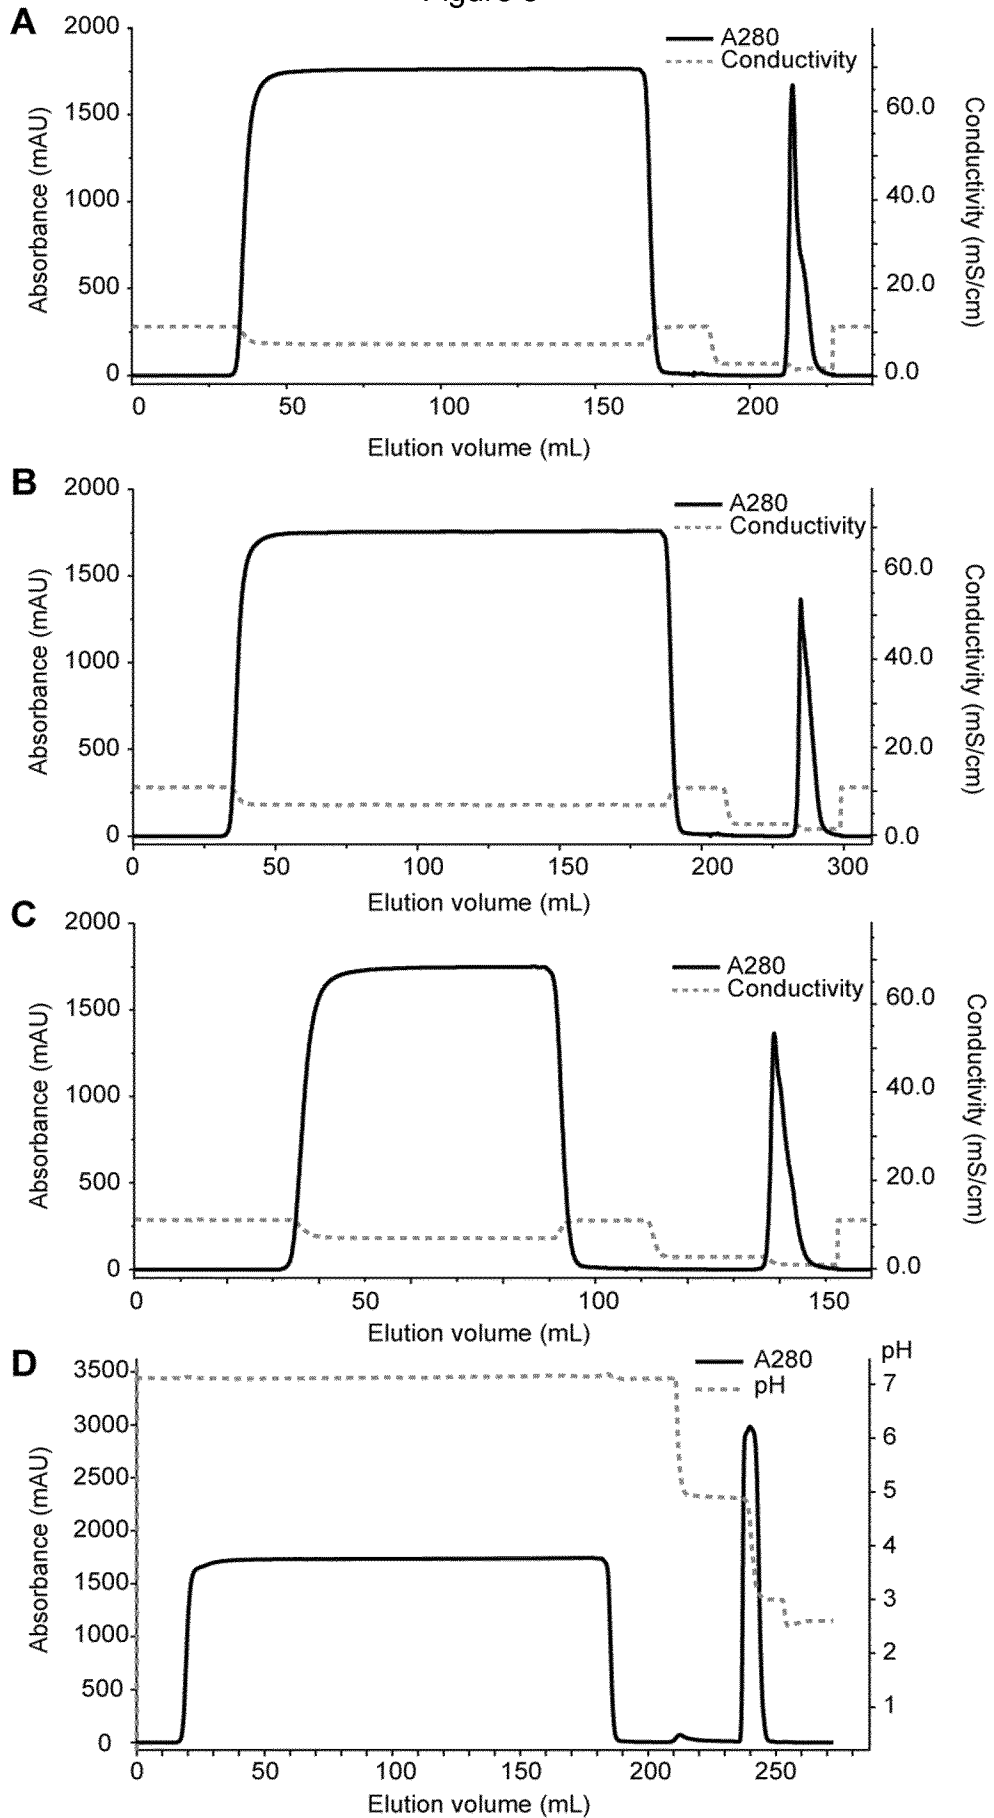 A
2000
1500
1000
500
0
Absorbance (mAU)
A280
Conductivity
60.0
40.0
20.0
0.0
Conductivity (mS/cm)
0 50 100 150 200
Elution volume (mL)
B
2000
1500
1000
500
0
Absorbance (mAU)
A280
Conductivity
60.0
40.0
20.0
0.0
Conductivity (mS/cm)
0 50 100 150 200 300
Elution volume (mL)
C
2000
1500
1000
500
0
Absorbance (mAU)
A280
Conductivity
60.0
40.0
20.0
0.0
Conductivity (mS/cm)
0 50 100 150
Elution volume (mL)
D
3500
3000
2500
2000
1500
1000
500
0
Absorbance (mAU)
A280
pH
pH
7
6
5
4
3
2
1
0 50 100 150 200 250
Elution volume (mL)